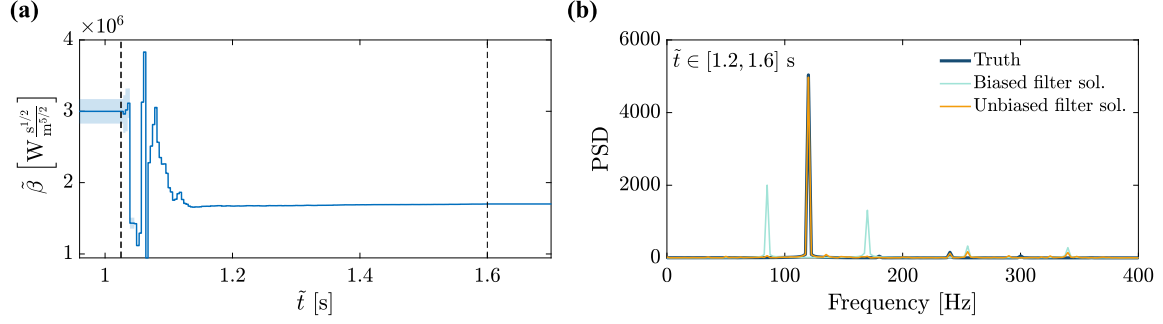 (a)
×10⁶
4
3
2
1
β̃ [W s^{1/2}/m^{5/2}]
1
1.2
1.4
1.6
t̃ [s]
(b)
6000
4000
2000
0
PSD
t̃ ∈ [1.2, 1.6] s
Truth
Biased filter sol.
Unbiased filter sol.
0
100
200
300
400
Frequency [Hz]